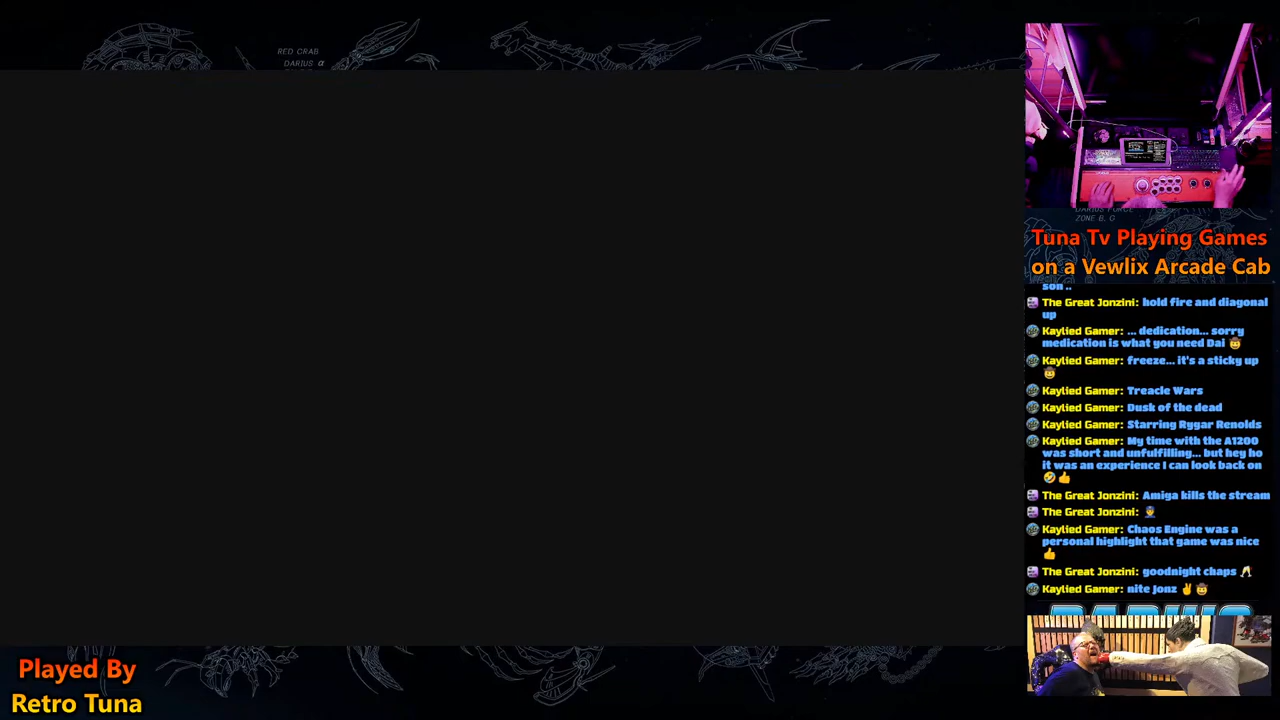 RED CRAB
DARIUS α
DARIUS FORCE
ZONE B. C
Tuna Tv Playing Games
on a Vewlix Arcade Cab
son ..
The Great Jonzini: hold fire and diagonal
up
Kaylied Gamer: ... dedication... sorry
medication is what you need Dai 🤠
Kaylied Gamer: freeze... it's a sticky up
🤠
Kaylied Gamer: Treacle Wars
Kaylied Gamer: Dusk of the dead
Kaylied Gamer: Starring Rygar Renolds
Kaylied Gamer: My time with the A1200
was short and unfulfilling... but hey ho
it was an experience I can look back on
🤣👍
The Great Jonzini: Amiga kills the stream
The Great Jonzini: 👮
Kaylied Gamer: Chaos Engine was a
personal highlight that game was nice
👍
The Great Jonzini: goodnight chaps 🥂
Kaylied Gamer: nite Jonz ✌️🤠
Played By
Retro Tuna